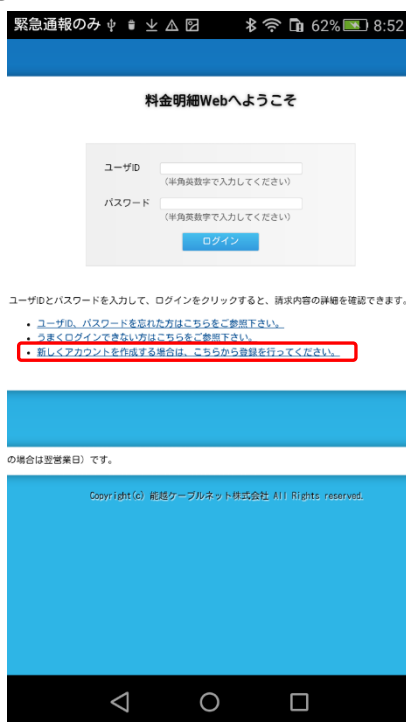 緊急通報のみ 62% 8:52
料金明細Webへようこそ
ユーザID
(半角英数字で入力してください)
パスワード
(半角英数字で入力してください)
ログイン
ユーザIDとパスワードを入力して、ログインをクリックすると、請求内容の詳細を確認できます。
ユーザID、パスワードを忘れた方はこちらをご参照下さい。
うまくログインできない方はこちらをご参照下さい。
新しくアカウントを作成する場合は、こちらから登録を行ってください。
の場合は翌営業日）です。
Copyright(c) 能越ケーブルネット株式会社 All Rights reserved.